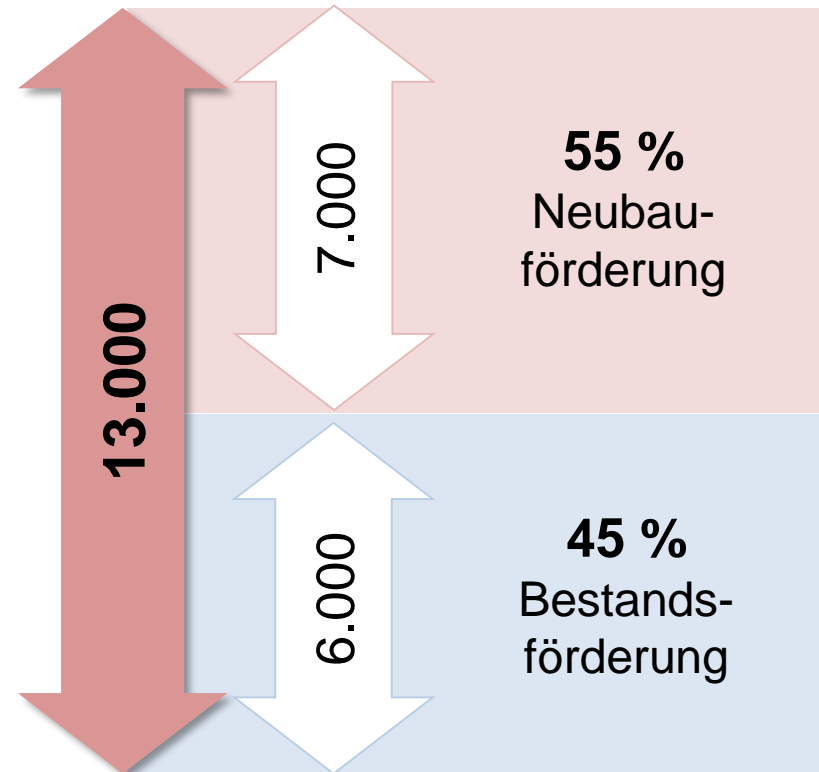 13.000
7.000
55 %
Neubau-
förderung
6.000
45 %
Bestands-
förderung